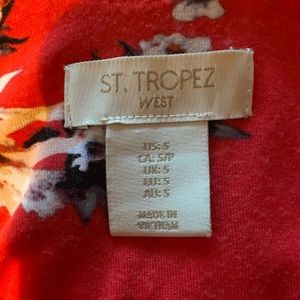 ST. TROPEZ
WEST
US: S
CA: S/P
UK: S
EU: S
AU: S
MADE IN
VIETNAM